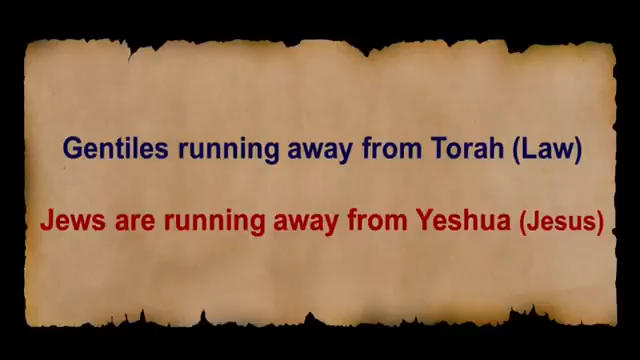 Gentiles running away from Torah (Law)
Jews are running away from Yeshua (Jesus)